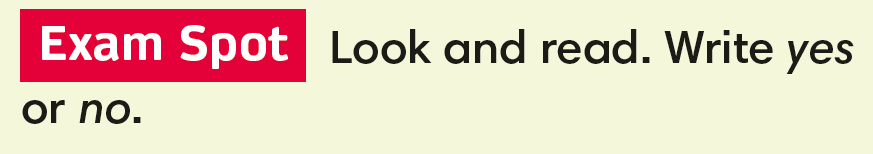 Exam Spot Look and read. Write yes
or no.